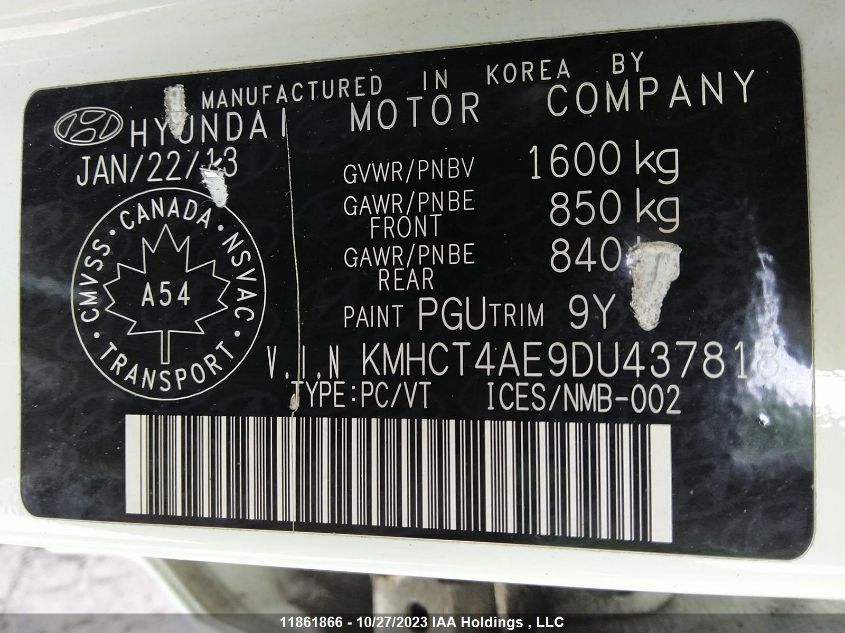 MANUFACTURED IN KOREA BY
HYUNDAI MOTOR COMPANY
JAN/22/13
GVWR/PNBV 1600 kg
GAWR/PNBE FRONT 850 kg
GAWR/PNBE REAR 840
PAINT PGU TRIM 9Y
CMVSS • CANADA • NSVAC • TRANSPORT •
A54
V.I.N KMHCT4AE9DU437818
TYPE:PC/VT ICES/NMB-002
11861866 - 10/27/2023 IAA Holdings , LLC